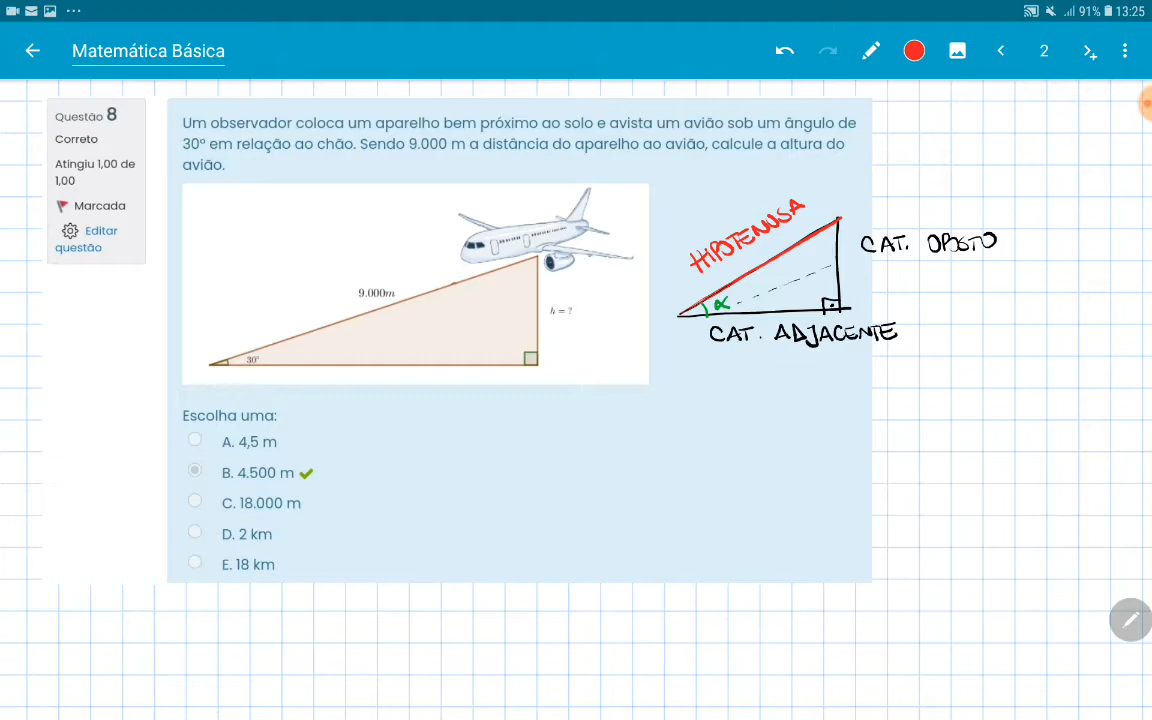 91% 13:25
Matemática Básica
2
Questão 8
Correto
Atingiu 1,00 de
1,00
Marcada
Editar
questão
Um observador coloca um aparelho bem próximo ao solo e avista um avião sob um ângulo de
30º em relação ao chão. Sendo 9.000 m a distância do aparelho ao avião, calcule a altura do
avião.
9.000m
h = ?
30°
HIPOTENUSA
CAT. OPOSTO
α
CAT. ADJACENTE
Escolha uma:
A. 4,5 m
B. 4.500 m
C. 18.000 m
D. 2 km
E. 18 km